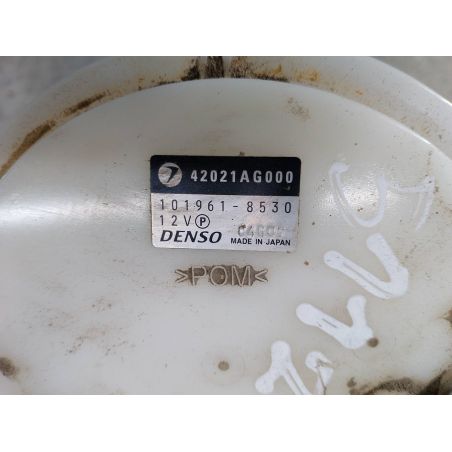 42021AG000
101961-8530
12V Ⓟ
DENSO MADE IN JAPAN
>POM<